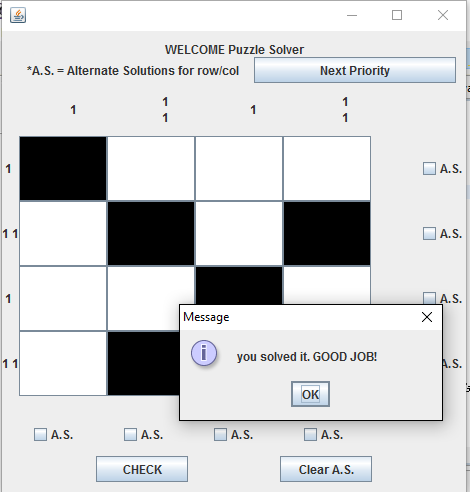 WELCOME Puzzle Solver
*A.S. = Alternate Solutions for row/col
Next Priority
1 1 1 1
1 1
1
A.S.
1 1
A.S.
1
A.S.
Message
you solved it. GOOD JOB!
1 1
A.S.
OK
A.S. A.S. A.S. A.S.
CHECK
Clear A.S.